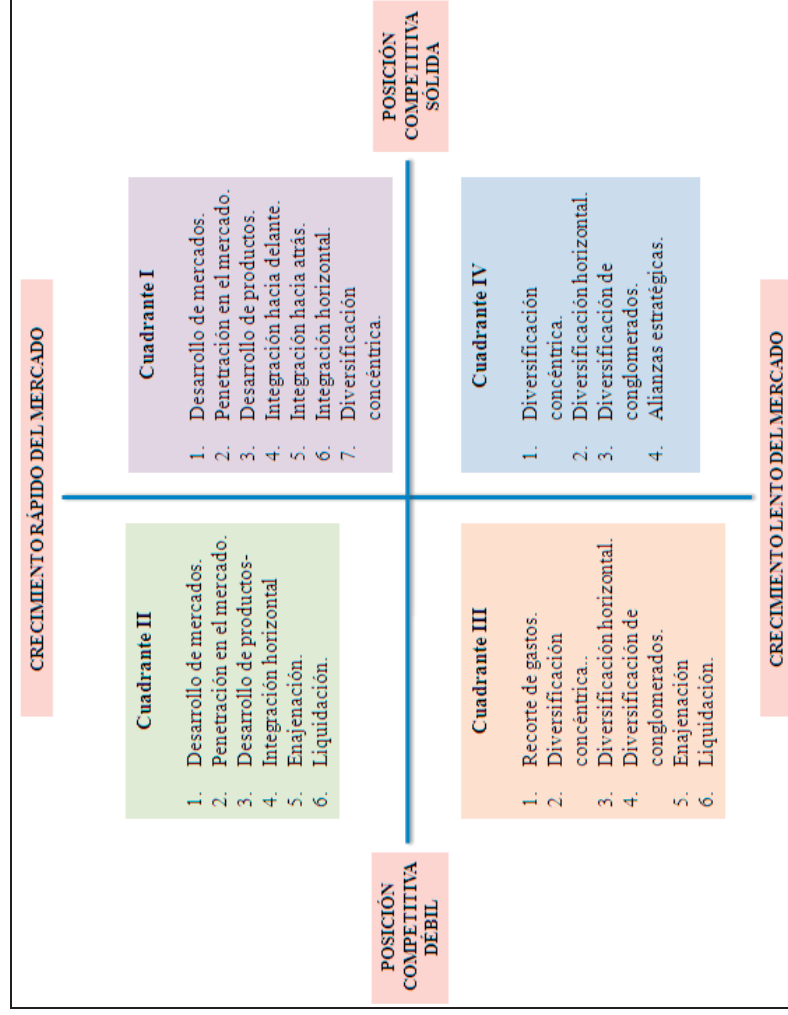 CRECIMIENTO RÁPIDO DEL MERCADO
Cuadrante II
1. Desarrollo de mercados.
2. Penetración en el mercado.
3. Desarrollo de productos-
4. Integración horizontal
5. Enajenación.
6. Liquidación.
Cuadrante I
1. Desarrollo de mercados.
2. Penetración en el mercado.
3. Desarrollo de productos.
4. Integración hacia delante.
5. Integración hacia atrás.
6. Integración horizontal.
7. Diversificación
concéntrica.
POSICIÓN
COMPETITIVA
DÉBIL
POSICIÓN
COMPETITIVA
SÓLIDA
Cuadrante III
1. Recorte de gastos.
2. Diversificación
concéntrica..
3. Diversificación horizontal.
4. Diversificación de
conglomerados.
5. Enajenación
6. Liquidación.
Cuadrante IV
1. Diversificación
concéntrica.
2. Diversificación horizontal.
3. Diversificación de
conglomerados.
4. Alianzas estratégicas.
CRECIMIENTO LENTO DEL MERCADO